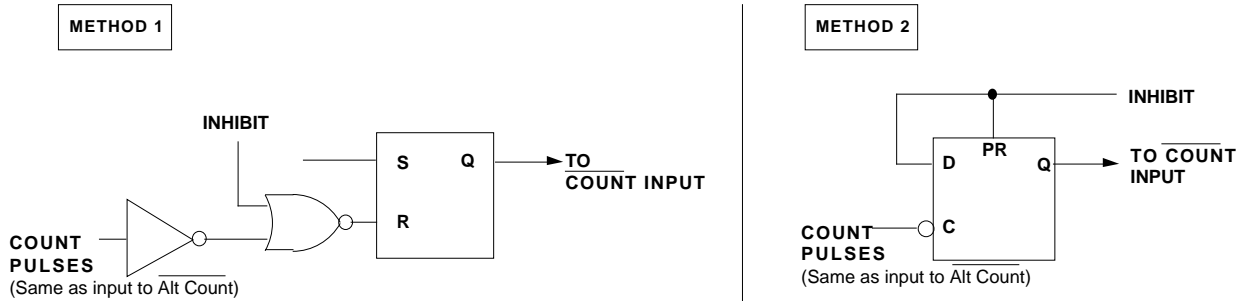 METHOD 1
INHIBIT
S
Q
TO
COUNT INPUT
R
COUNT
PULSES
(Same as input to Alt Count)
METHOD 2
INHIBIT
PR
D
Q
TO COUNT
INPUT
C
COUNT
PULSES
(Same as input to Alt Count)